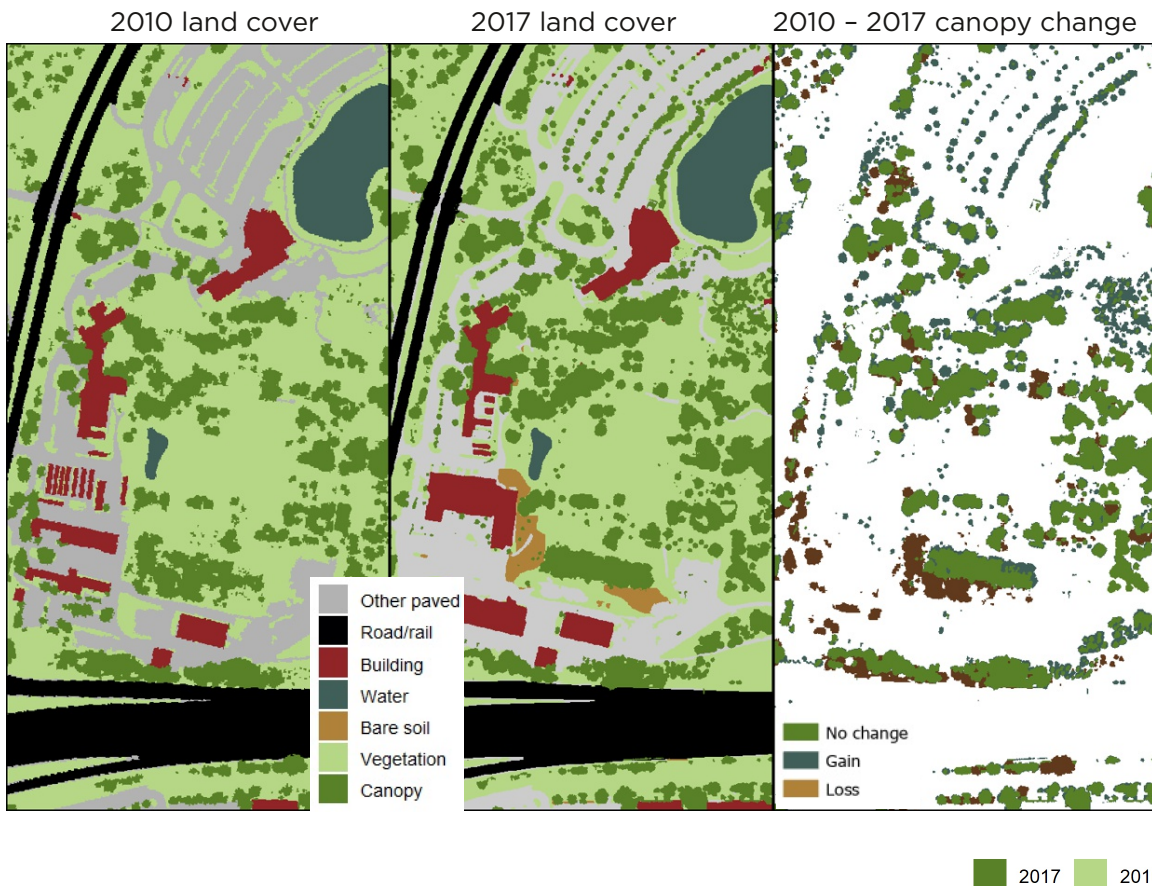 2010 land cover
2017 land cover
2010 – 2017 canopy change
Other paved
Road/rail
Building
Water
Bare soil
Vegetation
Canopy
No change
Gain
Loss
2017
201